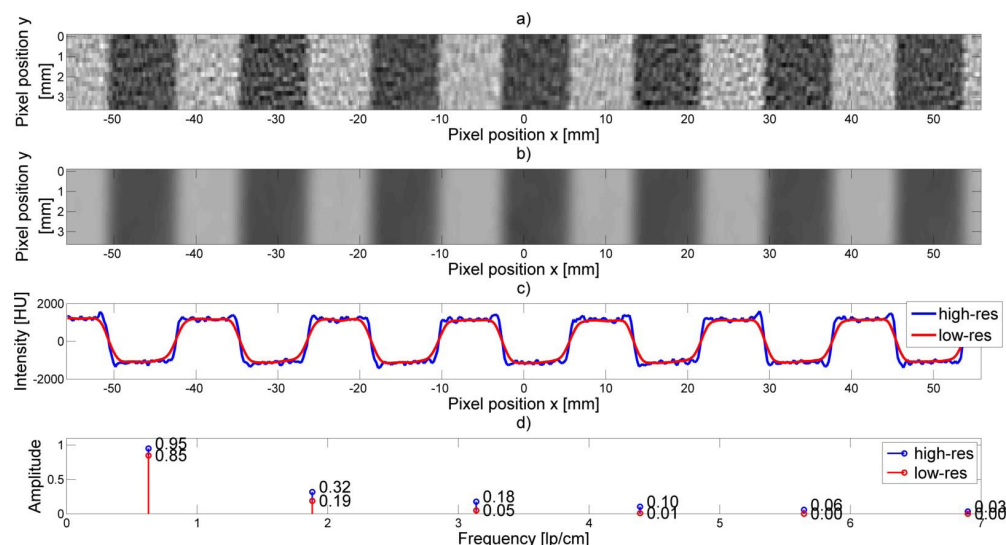 a)
Pixel position y
[mm]
0
1
2
3
-50 -40 -30 -20 -10 0 10 20 30 40 50
Pixel position x [mm]
b)
Pixel position y
[mm]
0
1
2
3
-50 -40 -30 -20 -10 0 10 20 30 40 50
Pixel position x [mm]
c)
Intensity [HU]
2000
0
-2000
high-res
low-res
-50 -40 -30 -20 -10 0 10 20 30 40 50
Pixel position x [mm]
d)
Amplitude
1
0.5
0
0.95
0.85
0.32
0.19
0.18
0.05
0.10
0.01
0.06
0.00
0.03
0.00
high-res
low-res
0 1 2 3 4 5 6 7
Frequency [lp/cm]